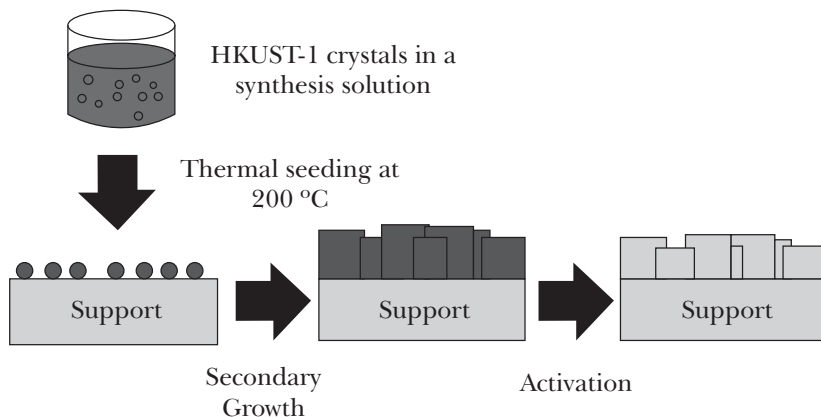 HKUST-1 crystals in a
synthesis solution
Thermal seeding at
200 ºC
Support
Support
Support
Secondary
Growth
Activation